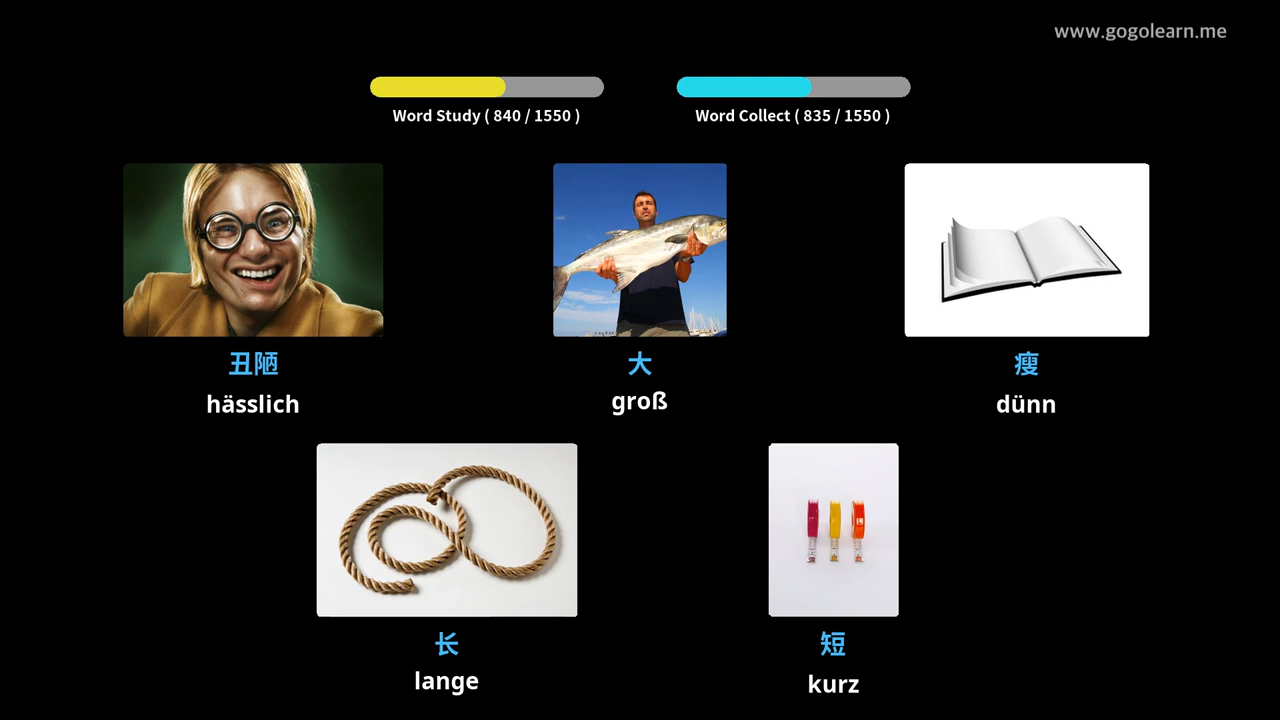 www.gogolearn.me
Word Study ( 840 / 1550 )
Word Collect ( 835 / 1550 )
丑陋
hässlich
大
groß
瘦
dünn
长
lange
短
kurz